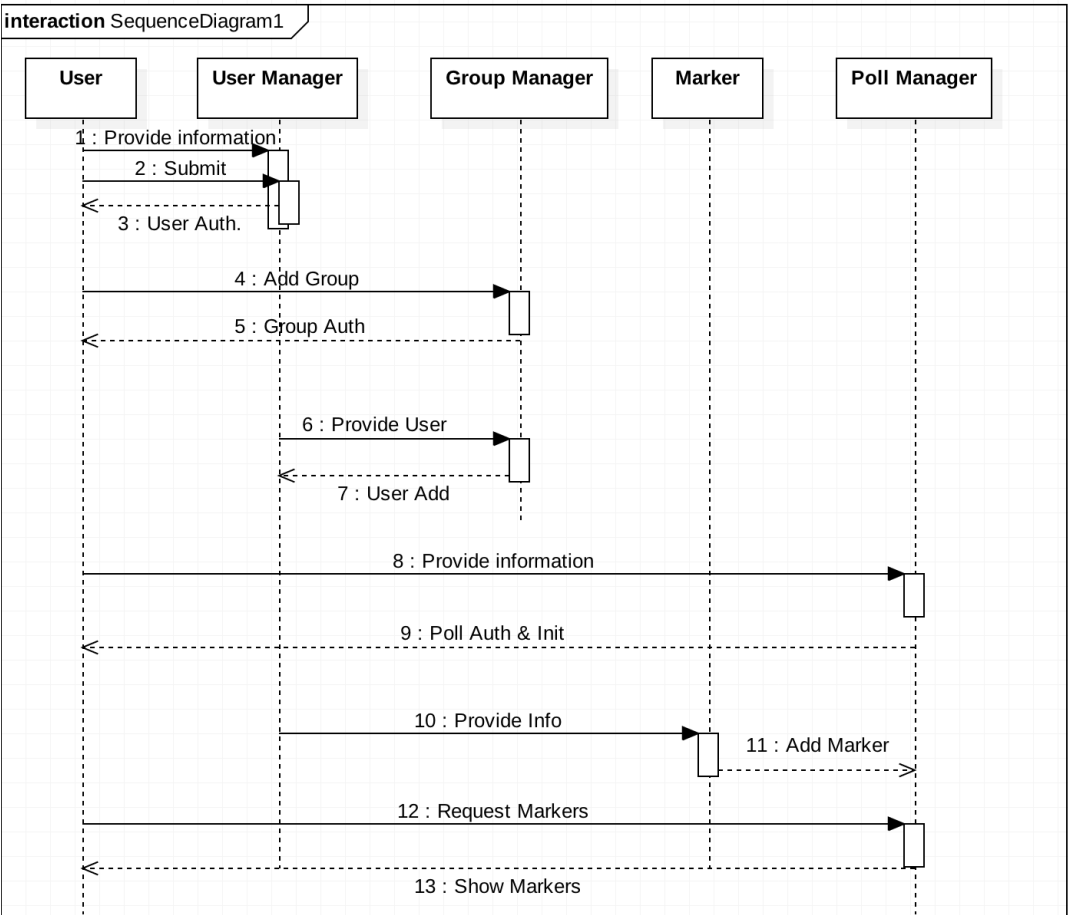 interaction SequenceDiagram1
User
User Manager
Group Manager
Marker
Poll Manager
1 : Provide information
2 : Submit
3 : User Auth.
4 : Add Group
5 : Group Auth
6 : Provide User
7 : User Add
8 : Provide information
9 : Poll Auth & Init
10 : Provide Info
11 : Add Marker
12 : Request Markers
13 : Show Markers